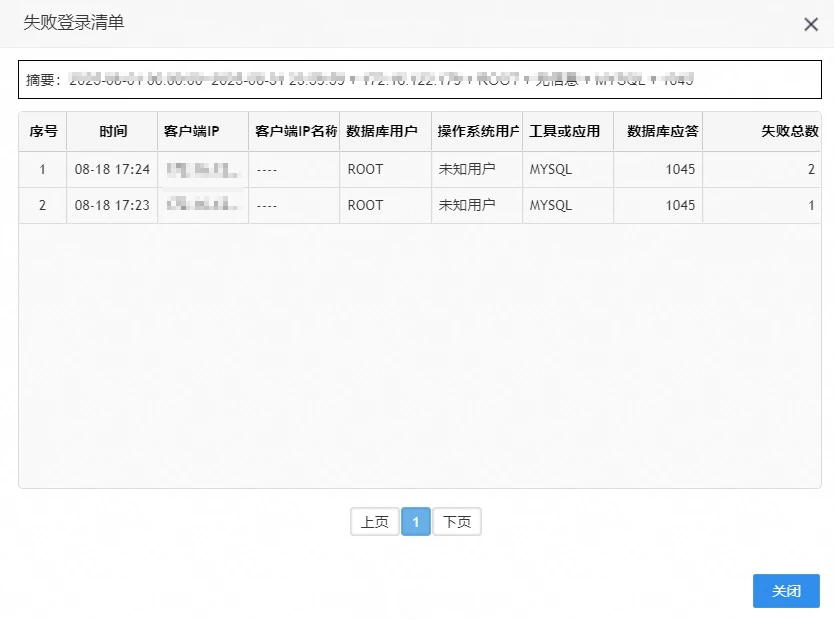 失败登录清单
摘要:
序号 时间 客户端IP 客户端IP名称 数据库用户 操作系统用户 工具或应用 数据库应答 失败总数
1 08-18 17:24 ---- ROOT 未知用户 MYSQL 1045 2
2 08-18 17:23 ---- ROOT 未知用户 MYSQL 1045 1
上页 1 下页
关闭